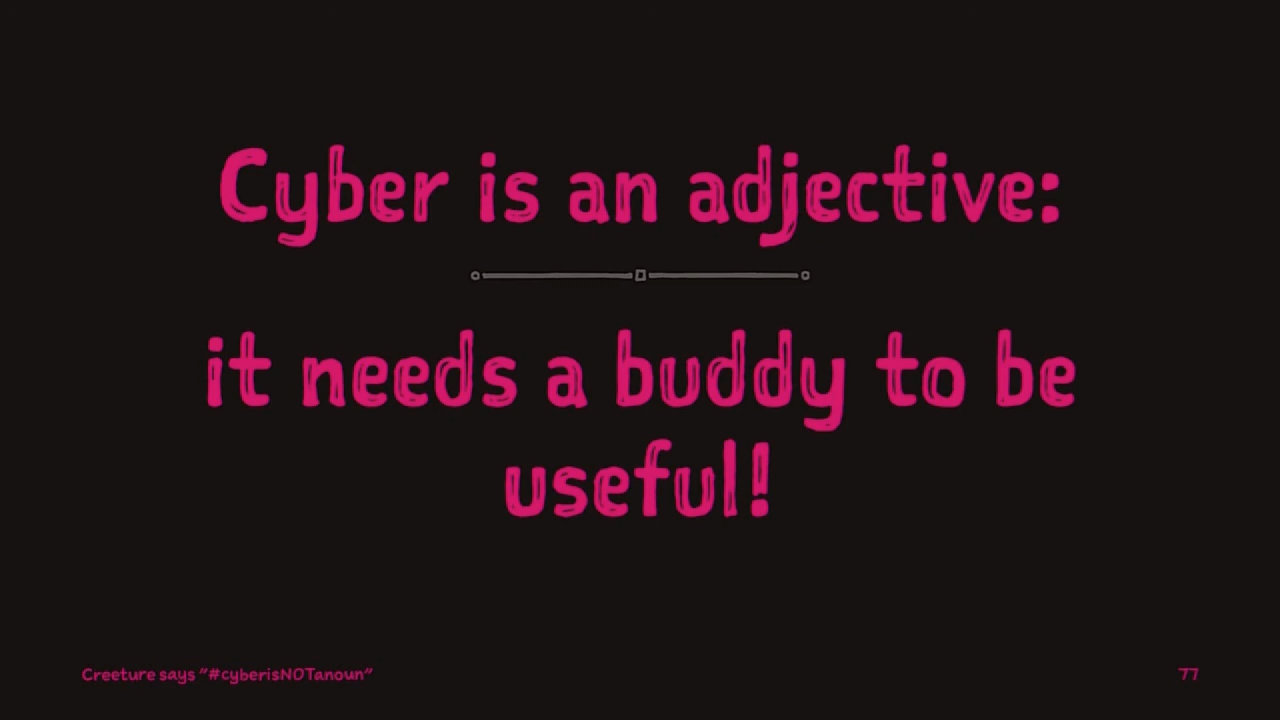 Cyber is an adjective:
it needs a buddy to be
useful!
Creeture says "#cyberisNOTanoun"
77